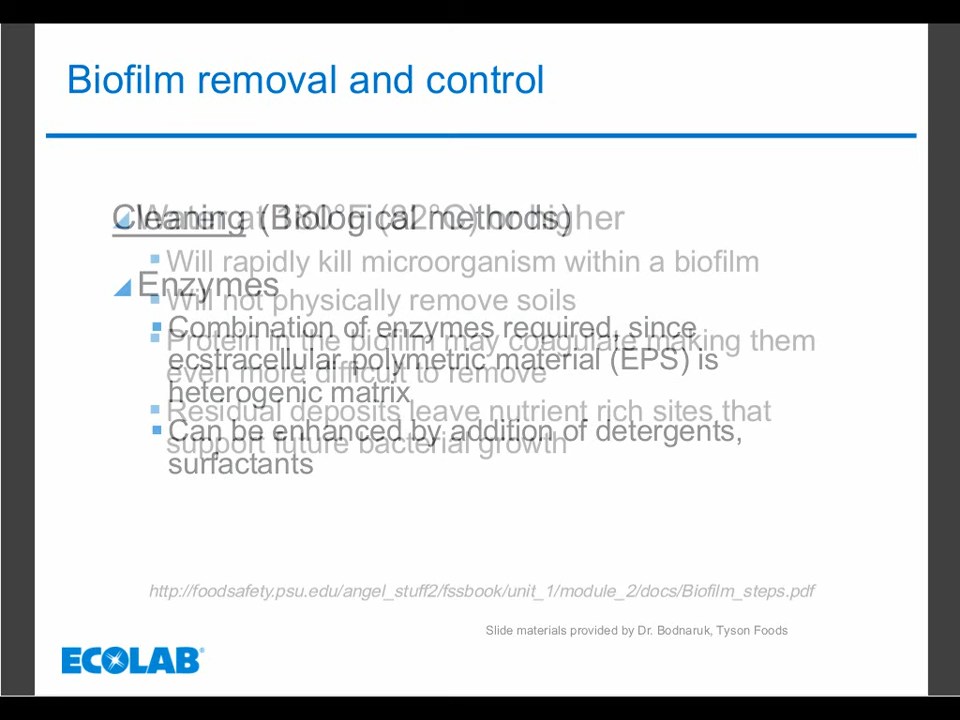 Biofilm removal and control
Cleaning (Biological methods)
Water at 180°F (82°C) or higher
Will rapidly kill microorganism within a biofilm
Enzymes
Will not physically remove soils
Combination of enzymes required, since
Protein in the biofilm may coagulate making them
ecstracellular polymetric material (EPS) is
even more difficult to remove
heterogenic matrix
Residual deposits leave nutrient rich sites that
Can be enhanced by addition of detergents,
support future bacterial growth
surfactants
http://foodsafety.psu.edu/angel_stuff2/fssbook/unit_1/module_2/docs/Biofilm_steps.pdf
Slide materials provided by Dr. Bodnaruk, Tyson Foods
ECOLAB®